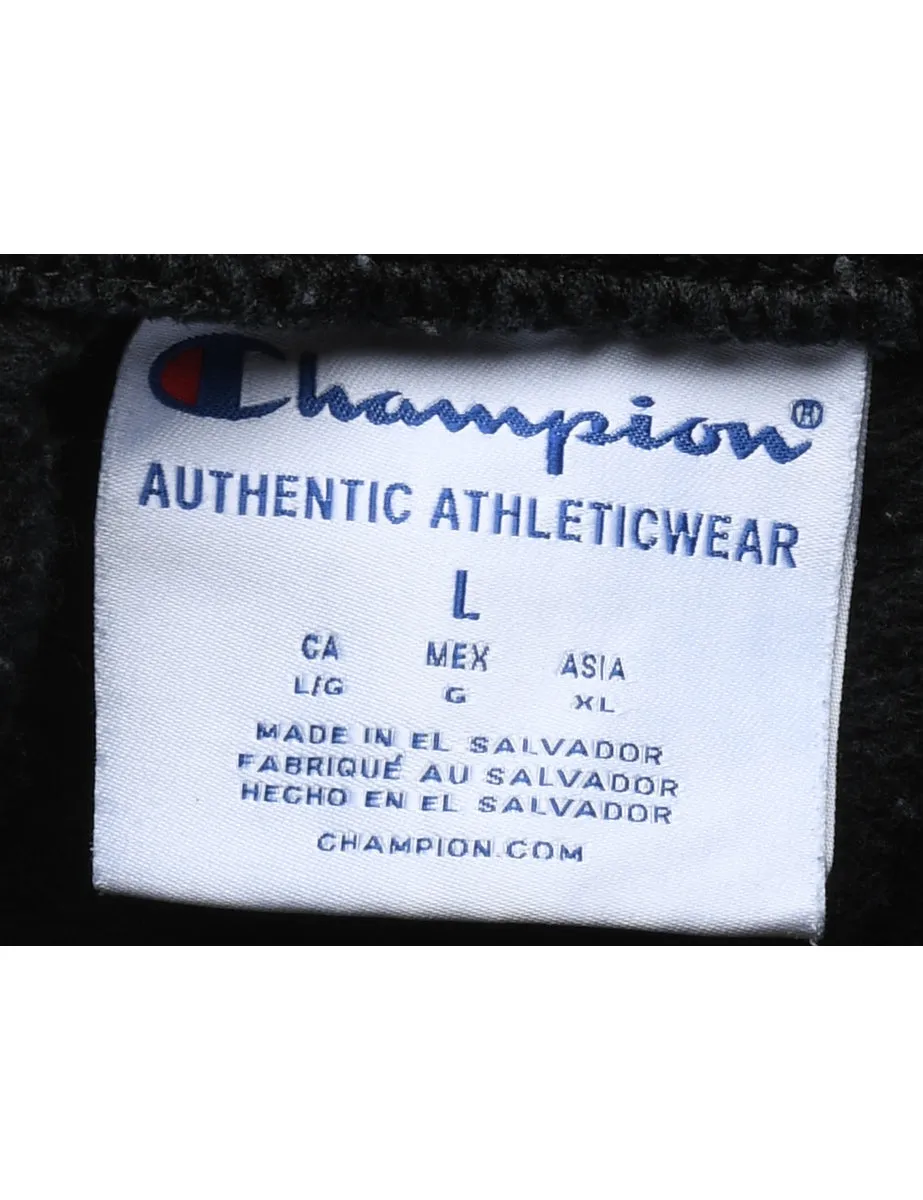 Champion®
AUTHENTIC ATHLETICWEAR
L
CA MEX ASIA
L/G G XL
MADE IN EL SALVADOR
FABRIQUÉ AU SALVADOR
HECHO EN EL SALVADOR
CHAMPION.COM